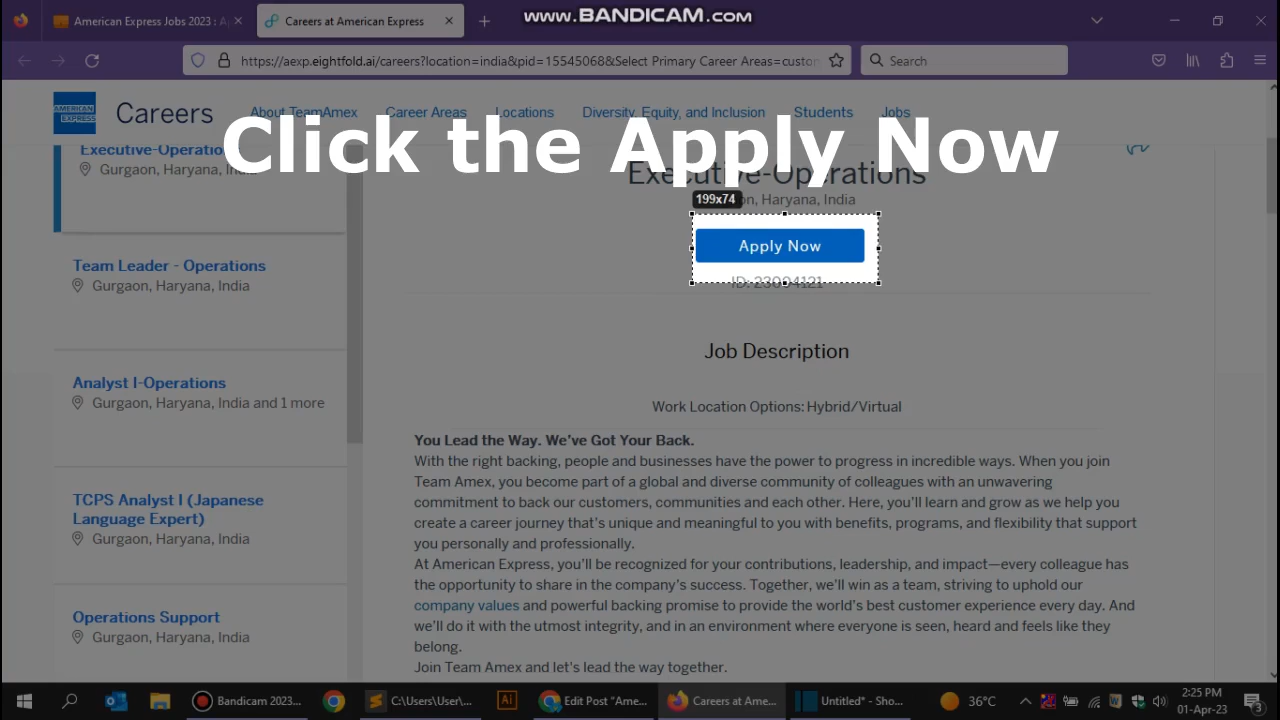 American Express Jobs 2023 : Ap
Careers at American Express
www.BANDICAM.com
https://aexp.eightfold.ai/careers?location=india&pid=15545068&Select Primary Career Areas=custo
Search
AMERICAN EXPRESS
Careers
About TeamAmex
Career Areas
Locations
Diversity, Equity, and Inclusion
Students
Jobs
Click the Apply Now
Executive-Operatio
Gurgaon, Haryana, India
Executive-Operations
on, Haryana, India
199x74
Apply Now
ID: 23004121
Team Leader - Operations
Gurgaon, Haryana, India
Analyst I-Operations
Gurgaon, Haryana, India and 1 more
TCPS Analyst I (Japanese
Language Expert)
Gurgaon, Haryana, India
Operations Support
Gurgaon, Haryana, India
Job Description
Work Location Options: Hybrid/Virtual
You Lead the Way. We’ve Got Your Back.
With the right backing, people and businesses have the power to progress in incredible ways. When you join
Team Amex, you become part of a global and diverse community of colleagues with an unwavering
commitment to back our customers, communities and each other. Here, you’ll learn and grow as we help you
create a career journey that’s unique and meaningful to you with benefits, programs, and flexibility that support
you personally and professionally.
At American Express, you’ll be recognized for your contributions, leadership, and impact—every colleague has
the opportunity to share in the company’s success. Together, we’ll win as a team, striving to uphold our
company values and powerful backing promise to provide the world’s best customer experience every day. And
we’ll do it with the utmost integrity, and in an environment where everyone is seen, heard and feels like they
belong.
Join Team Amex and let's lead the way together.
Bandicam 2023...
C:\Users\User\...
Ai
Edit Post "Ame...
Careers at Ame...
Untitled* - Sho...
36°C
2:25 PM
01-Apr-23
3